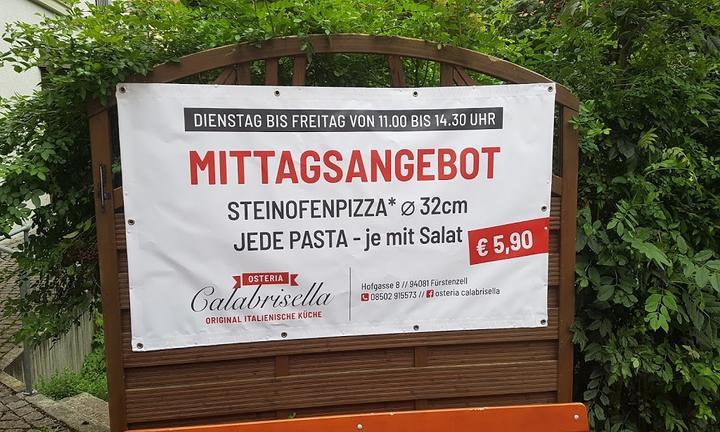 DIENSTAG BIS FREITAG VON 11.00 BIS 14.30 UHR
MITTAGSANGEBOT
STEINOFENPIZZA* ⌀ 32cm
JEDE PASTA - je mit Salat
€ 5,90
OSTERIA
Calabrisella
ORIGINAL ITALIENISCHE KÜCHE
Hofgasse 8 // 94081 Fürstenzell
08502 915573 // osteria calabrisella